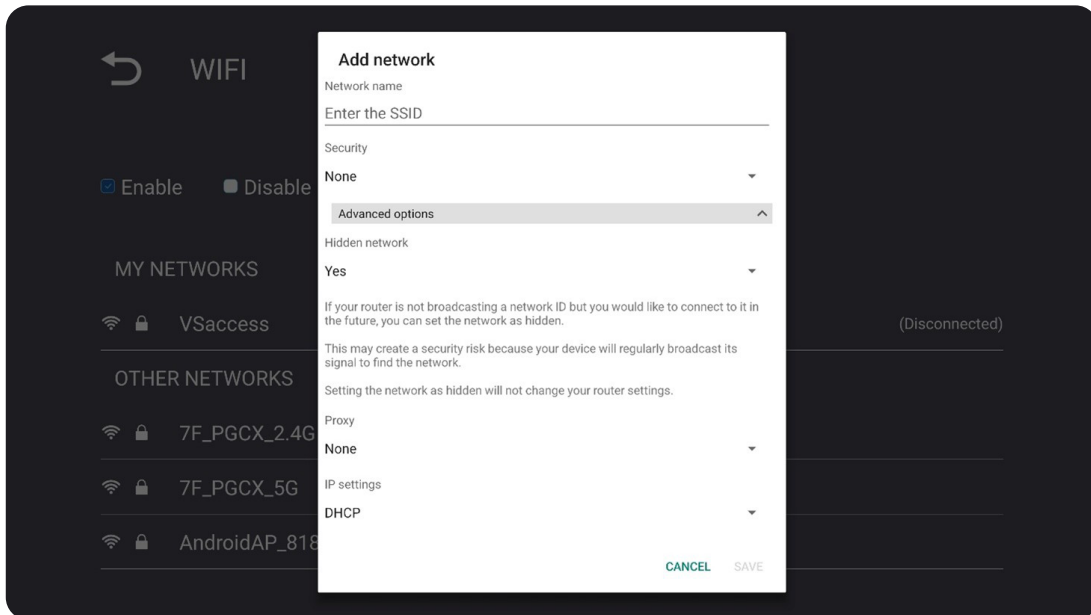 WIFI
Enable
Disable
MY NETWORKS
VSaccess
(Disconnected)
OTHER NETWORKS
7F_PGCX_2.4G
7F_PGCX_5G
AndroidAP_818
Add network
Network name
Enter the SSID
Security
None
Advanced options
Hidden network
Yes
If your router is not broadcasting a network ID but you would like to connect to it in
the future, you can set the network as hidden.
This may create a security risk because your device will regularly broadcast its
signal to find the network.
Setting the network as hidden will not change your router settings.
Proxy
None
IP settings
DHCP
CANCEL SAVE